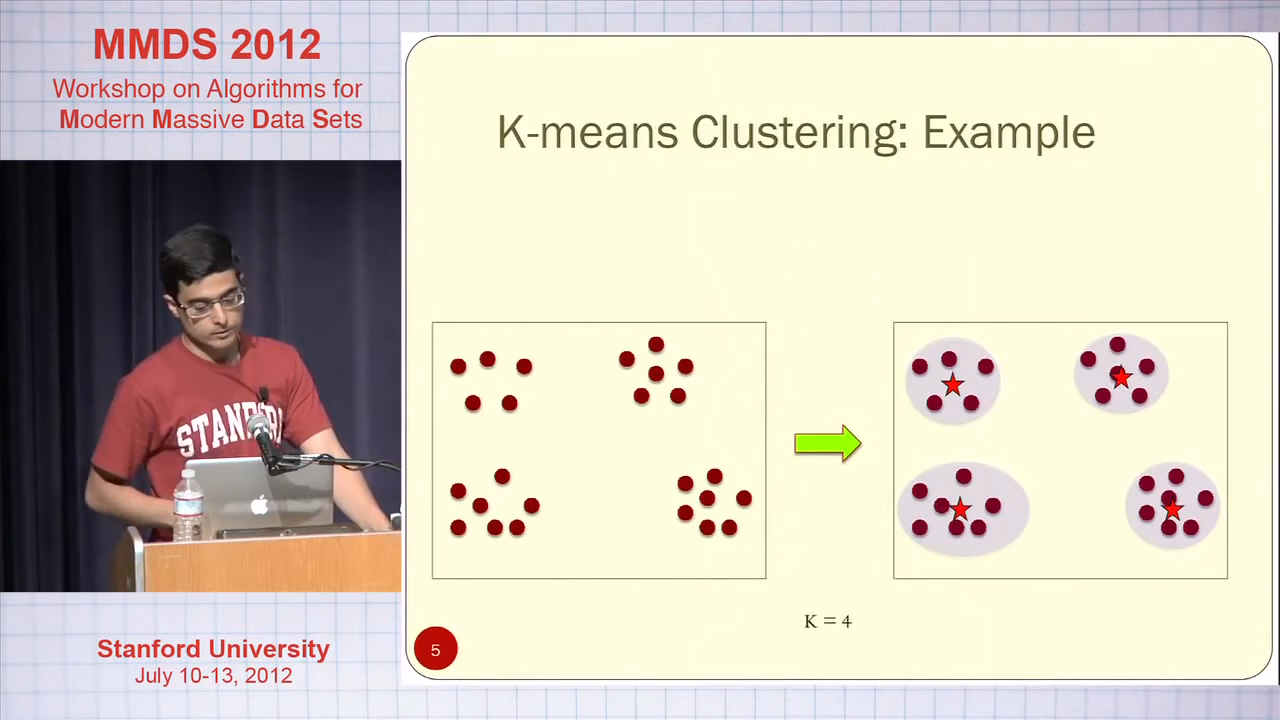 MMDS 2012
Workshop on Algorithms for
Modern Massive Data Sets
STANFORD
Stanford University
July 10-13, 2012
K-means Clustering: Example
K = 4
5